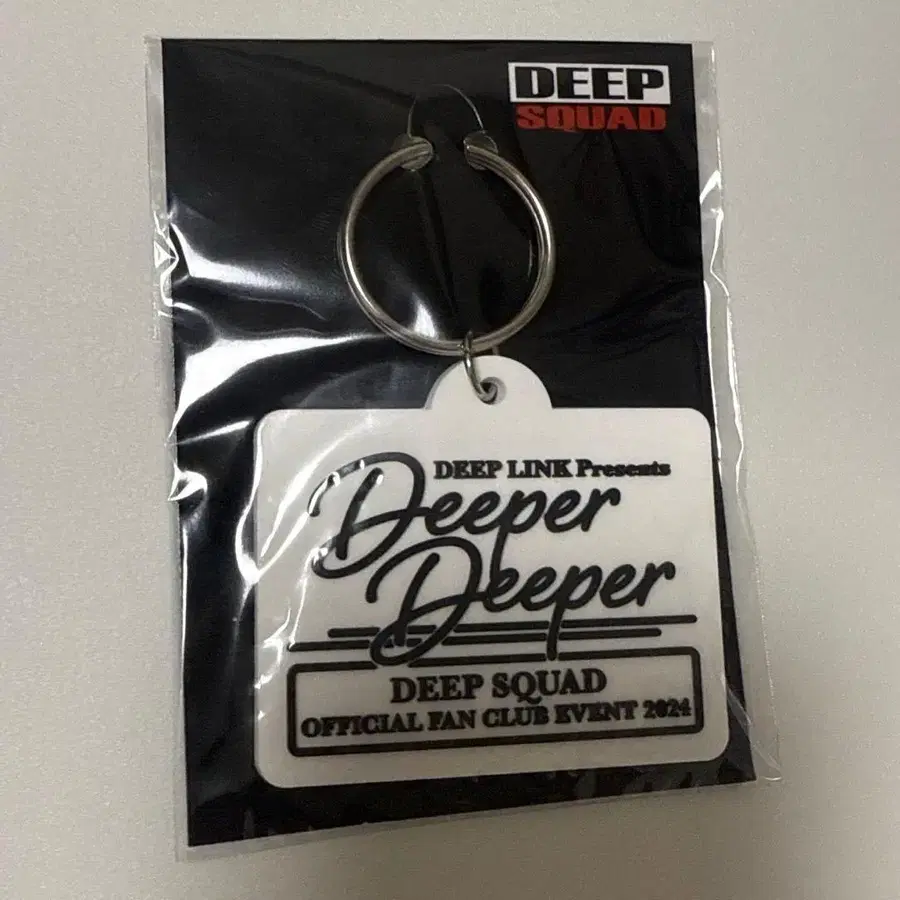 DEEP
SQUAD
DEEP LINK Presents
Deeper
Deeper
DEEP SQUAD
OFFICIAL FAN CLUB EVENT 2024